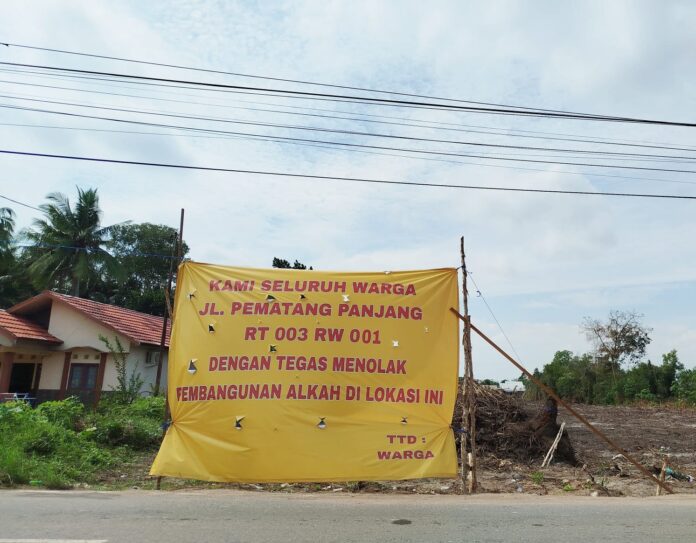 KAMI SELURUH WARGA
JL. PEMATANG PANJANG
RT 003 RW 001
DENGAN TEGAS MENOLAK
PEMBANGUNAN ALKAH DI LOKASI INI
TTD :
WARGA